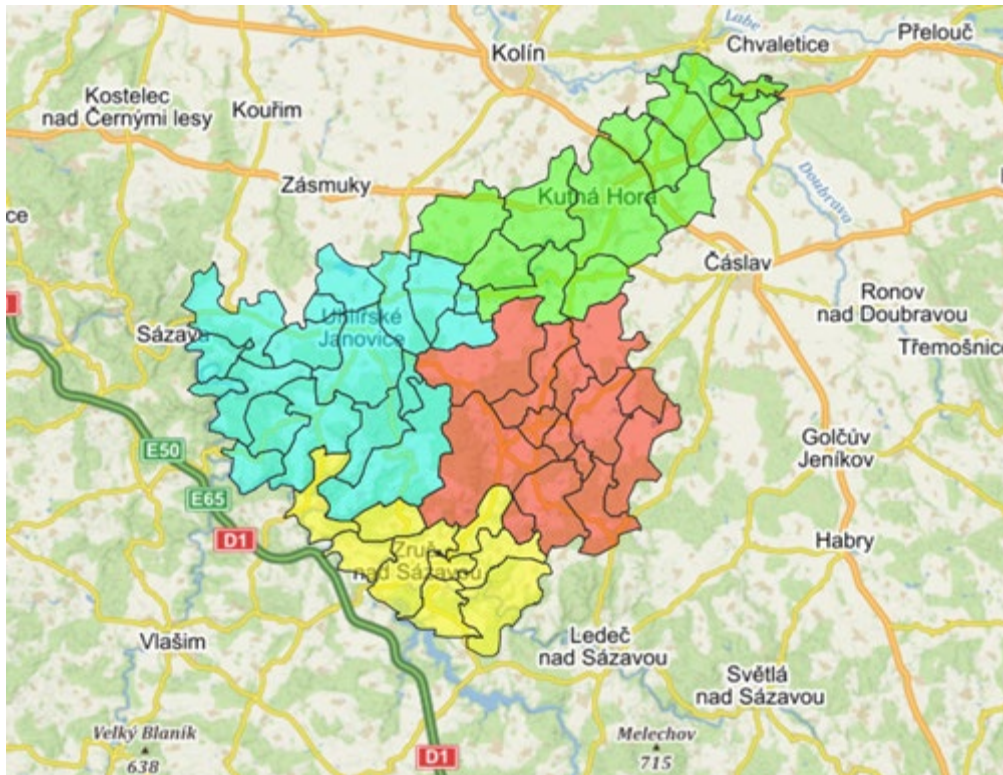 Labe
Přelouč
Chvaletice
Kolín
Kostelec
nad Černými lesy
Kouřim
Zásmuky
Kutná Hora
Doubrava
ce
Čáslav
Ronov
nad Doubravou
Sázava
Uhlířské
Janovice
Třemošnice
E50
Golčův
Jeníkov
E65
D1
Habry
Zruč
nad Sázavou
Vlašim
Ledeč
nad Sázavou
Světlá
nad Sázavou
Velký Blaník
638
Melechov
715
D1